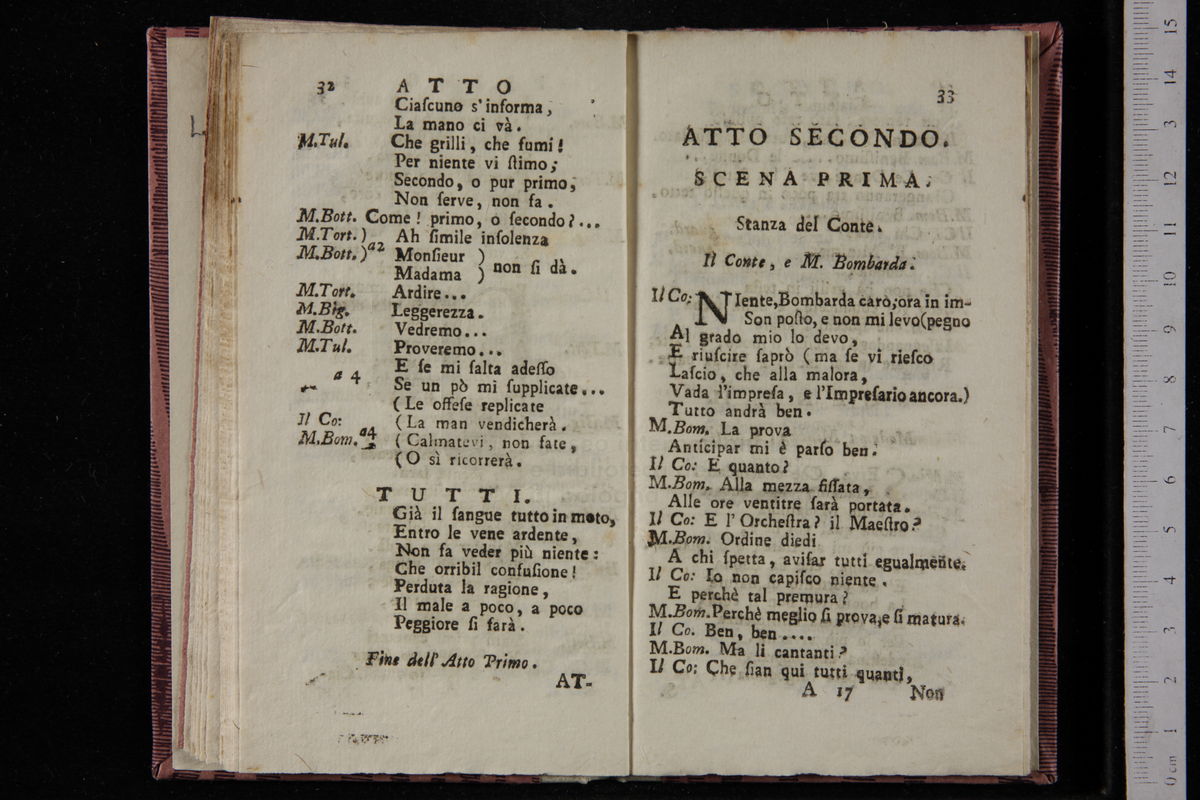 32 ATTO
Ciaſcuno s'informa,
La mano ci và.
M.Tul. Che grilli, che fumi!
Per niente vi ſtimo;
Secondo, o pur primo,
Non ſerve, non fa.
M.Bott. Come! primo, o ſecondo?...
M.Tort.) Ah ſimile inſolenza
M.Bott.) a2 Monſieur )
Madama ) non ſi dà.
M.Tort. Ardire...
M.Big. Leggerezza.
M.Bott. Vedremo...
M.Tul. Proveremo...
E ſe mi ſalta adeſſo
a 4 Se un pò mi ſupplicate...
(Le offeſe replicate
Il Co: (La man vendicherà.
M.Bom. a4 (Calmatevi, non fate,
(O sì ricorrerà.
TUTTI.
Già il ſangue tutto in moto,
Entro le vene ardente,
Non fa veder più niente:
Che orribil confuſione!
Perduta la ragione,
Il male a poco, a poco
Peggiore ſi farà.
Fine dell' Atto Primo.
AT-
33
ATTO SECONDO.
SCENA PRIMA.
Stanza del Conte.
Il Conte, e M. Bombarda.
Il Co: NIente, Bombarda caro, ora in im-
Son poſto, e non mi levo (pegno
Al grado mio lo devo,
E riuſcire ſaprò (ma ſe vi rieſco
Laſcio, che alla malora,
Vada l'impreſa, e l'Impreſario ancora.)
Tutto andrà ben.
M.Bom. La prova
Anticipar mi è parſo ben.
Il Co: E quanto?
M.Bom. Alla mezza fiſſata,
Alle ore ventitre ſarà portata.
Il Co: E l'Orcheſtra? il Maeſtro?
M.Bom. Ordine diedi
A chi ſpetta, aviſar tutti egualmente.
Il Co: Io non capiſco niente.
E perchè tal premura?
M.Bom. Perchè meglio ſi prova, e ſi matura.
Il Co. Ben, ben....
M.Bom. Ma li cantanti?
Il Co: Che ſian qui tutti quanti,
A 17 Non